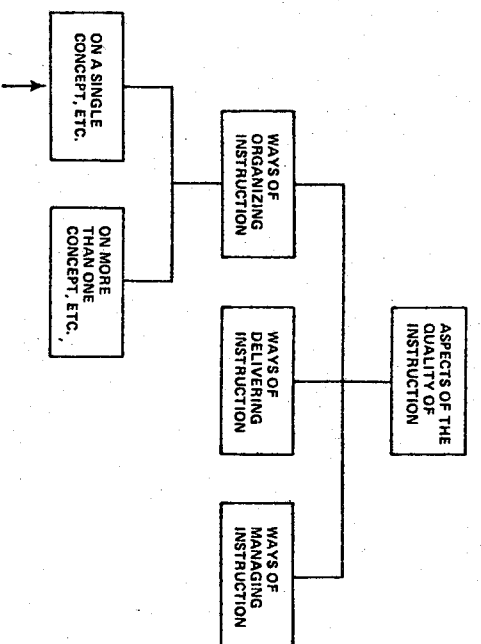 ASPECTS OF THE
QUALITY OF
INSTRUCTION
WAYS OF
ORGANIZING
INSTRUCTION
WAYS OF
DELIVERING
INSTRUCTION
WAYS OF
MANAGING
INSTRUCTION
ON A SINGLE
CONCEPT, ETC.
ON MORE
THAN ONE
CONCEPT, ETC.,